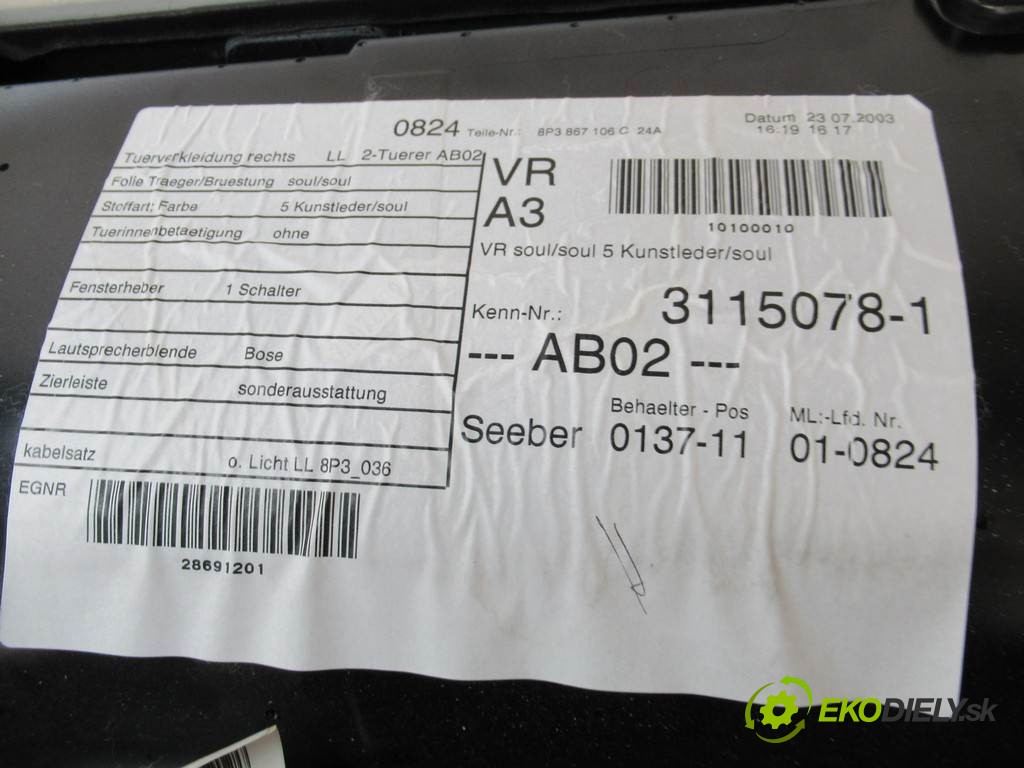 0824 Teile-Nr.: 8P3 867 106 C 24A
Datum 23 07.2003
16:19 16 17
Tuerverkleidung rechts LL 2-Tuerer AB02
Folie Traeger/Bruestung soul/soul
Stoffart; Farbe 5 Kunstleder/soul
Tuerinnenbetaetigung ohne
Fensterheber 1 Schalter
Lautsprecherblende Bose
Zierleiste sonderausstattung
kabelsatz o. Licht LL 8P3_036
EGNR
28691201
VR
A3
10100010
VR soul/soul 5 Kunstleder/soul
Kenn-Nr.: 3115078-1
--- AB02 ---
Behaelter - Pos ML:-Lfd. Nr.
Seeber 0137-11 01-0824
EKODIELY.sk